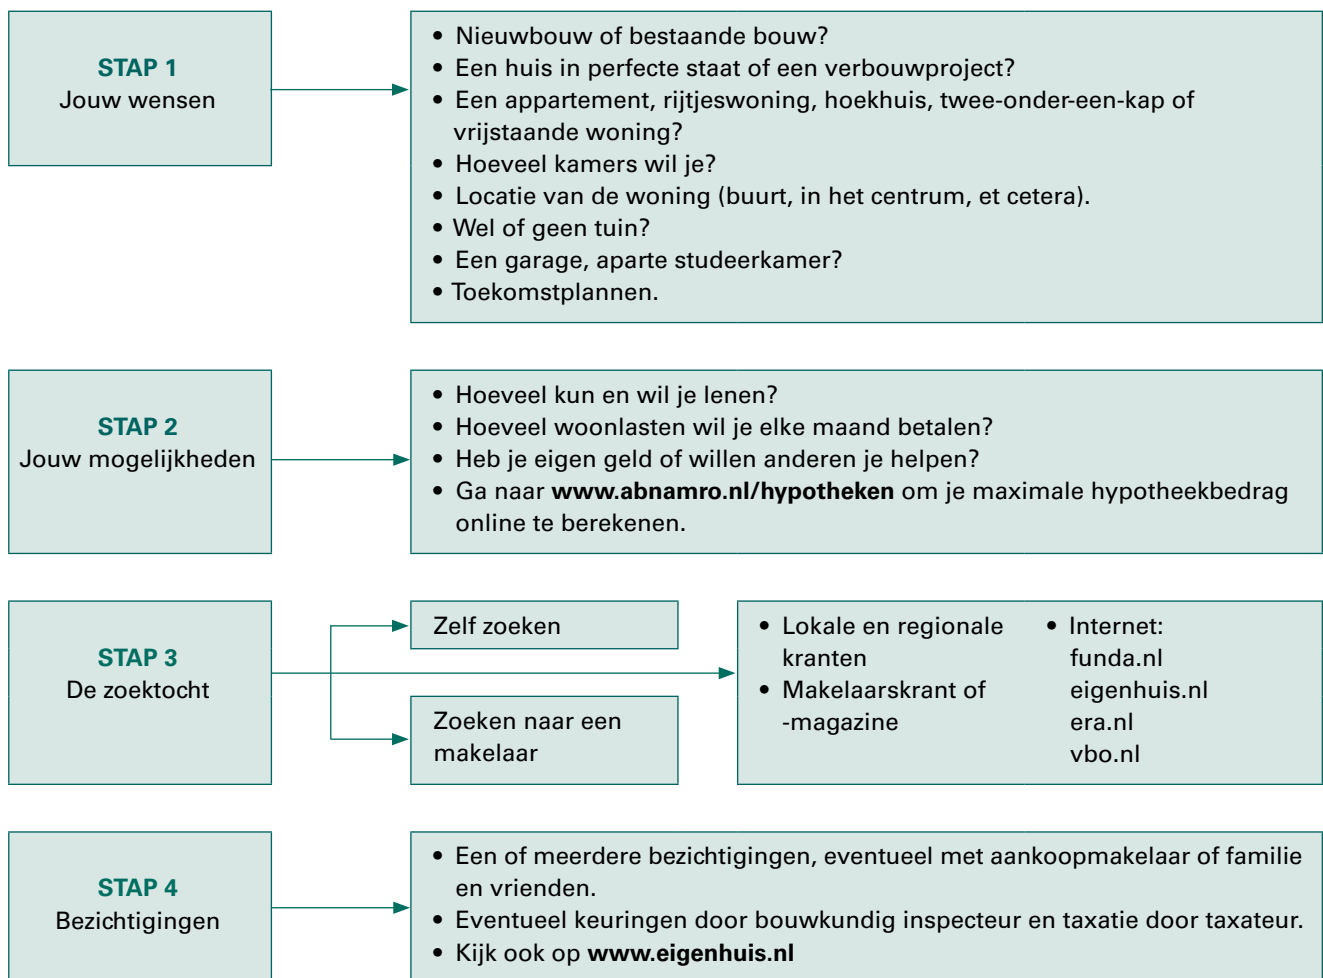 STAP 1
Jouw wensen
• Nieuwbouw of bestaande bouw?
• Een huis in perfecte staat of een verbouwproject?
• Een appartement, rijtjeswoning, hoekhuis, twee-onder-een-kap of
vrijstaande woning?
• Hoeveel kamers wil je?
• Locatie van de woning (buurt, in het centrum, et cetera).
• Wel of geen tuin?
• Een garage, aparte studeerkamer?
• Toekomstplannen.
STAP 2
Jouw mogelijkheden
• Hoeveel kun en wil je lenen?
• Hoeveel woonlasten wil je elke maand betalen?
• Heb je eigen geld of willen anderen je helpen?
• Ga naar www.abnamro.nl/hypotheken om je maximale hypotheekbedrag
online te berekenen.
STAP 3
De zoektocht
Zelf zoeken
Zoeken naar een
makelaar
• Lokale en regionale
kranten
• Makelaarskrant of
-magazine
• Internet:
funda.nl
eigenhuis.nl
era.nl
vbo.nl
STAP 4
Bezichtigingen
• Een of meerdere bezichtigingen, eventueel met aankoopmakelaar of familie
en vrienden.
• Eventueel keuringen door bouwkundig inspecteur en taxatie door taxateur.
• Kijk ook op www.eigenhuis.nl